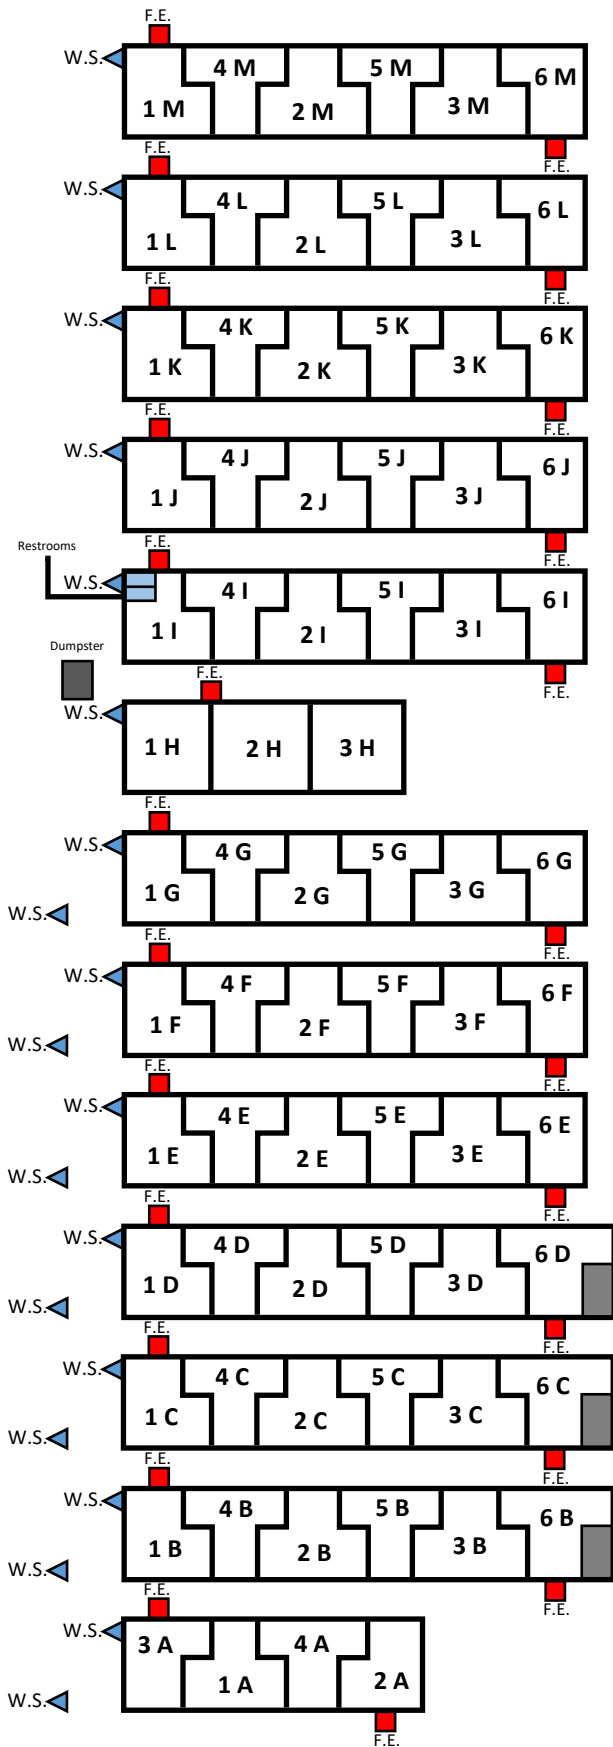 F.E.
W.S.
4 M 5 M 6 M
1 M 2 M 3 M
F.E. F.E.
W.S.
4 L 5 L 6 L
1 L 2 L 3 L
F.E. F.E.
W.S.
4 K 5 K 6 K
1 K 2 K 3 K
F.E. F.E.
W.S.
4 J 5 J 6 J
1 J 2 J 3 J
F.E. F.E.
Restrooms
W.S.
4 I 5 I 6 I
1 I 2 I 3 I
Dumpster
F.E. F.E.
W.S.
1 H 2 H 3 H
F.E.
W.S.
4 G 5 G 6 G
1 G 2 G 3 G
W.S.
F.E. F.E.
W.S.
4 F 5 F 6 F
1 F 2 F 3 F
W.S.
F.E. F.E.
W.S.
4 E 5 E 6 E
1 E 2 E 3 E
W.S.
F.E. F.E.
W.S.
4 D 5 D 6 D
1 D 2 D 3 D
W.S.
F.E. F.E.
W.S.
4 C 5 C 6 C
1 C 2 C 3 C
W.S.
F.E. F.E.
W.S.
4 B 5 B 6 B
1 B 2 B 3 B
W.S.
F.E. F.E.
W.S.
3 A 4 A
1 A 2 A
W.S.
F.E.